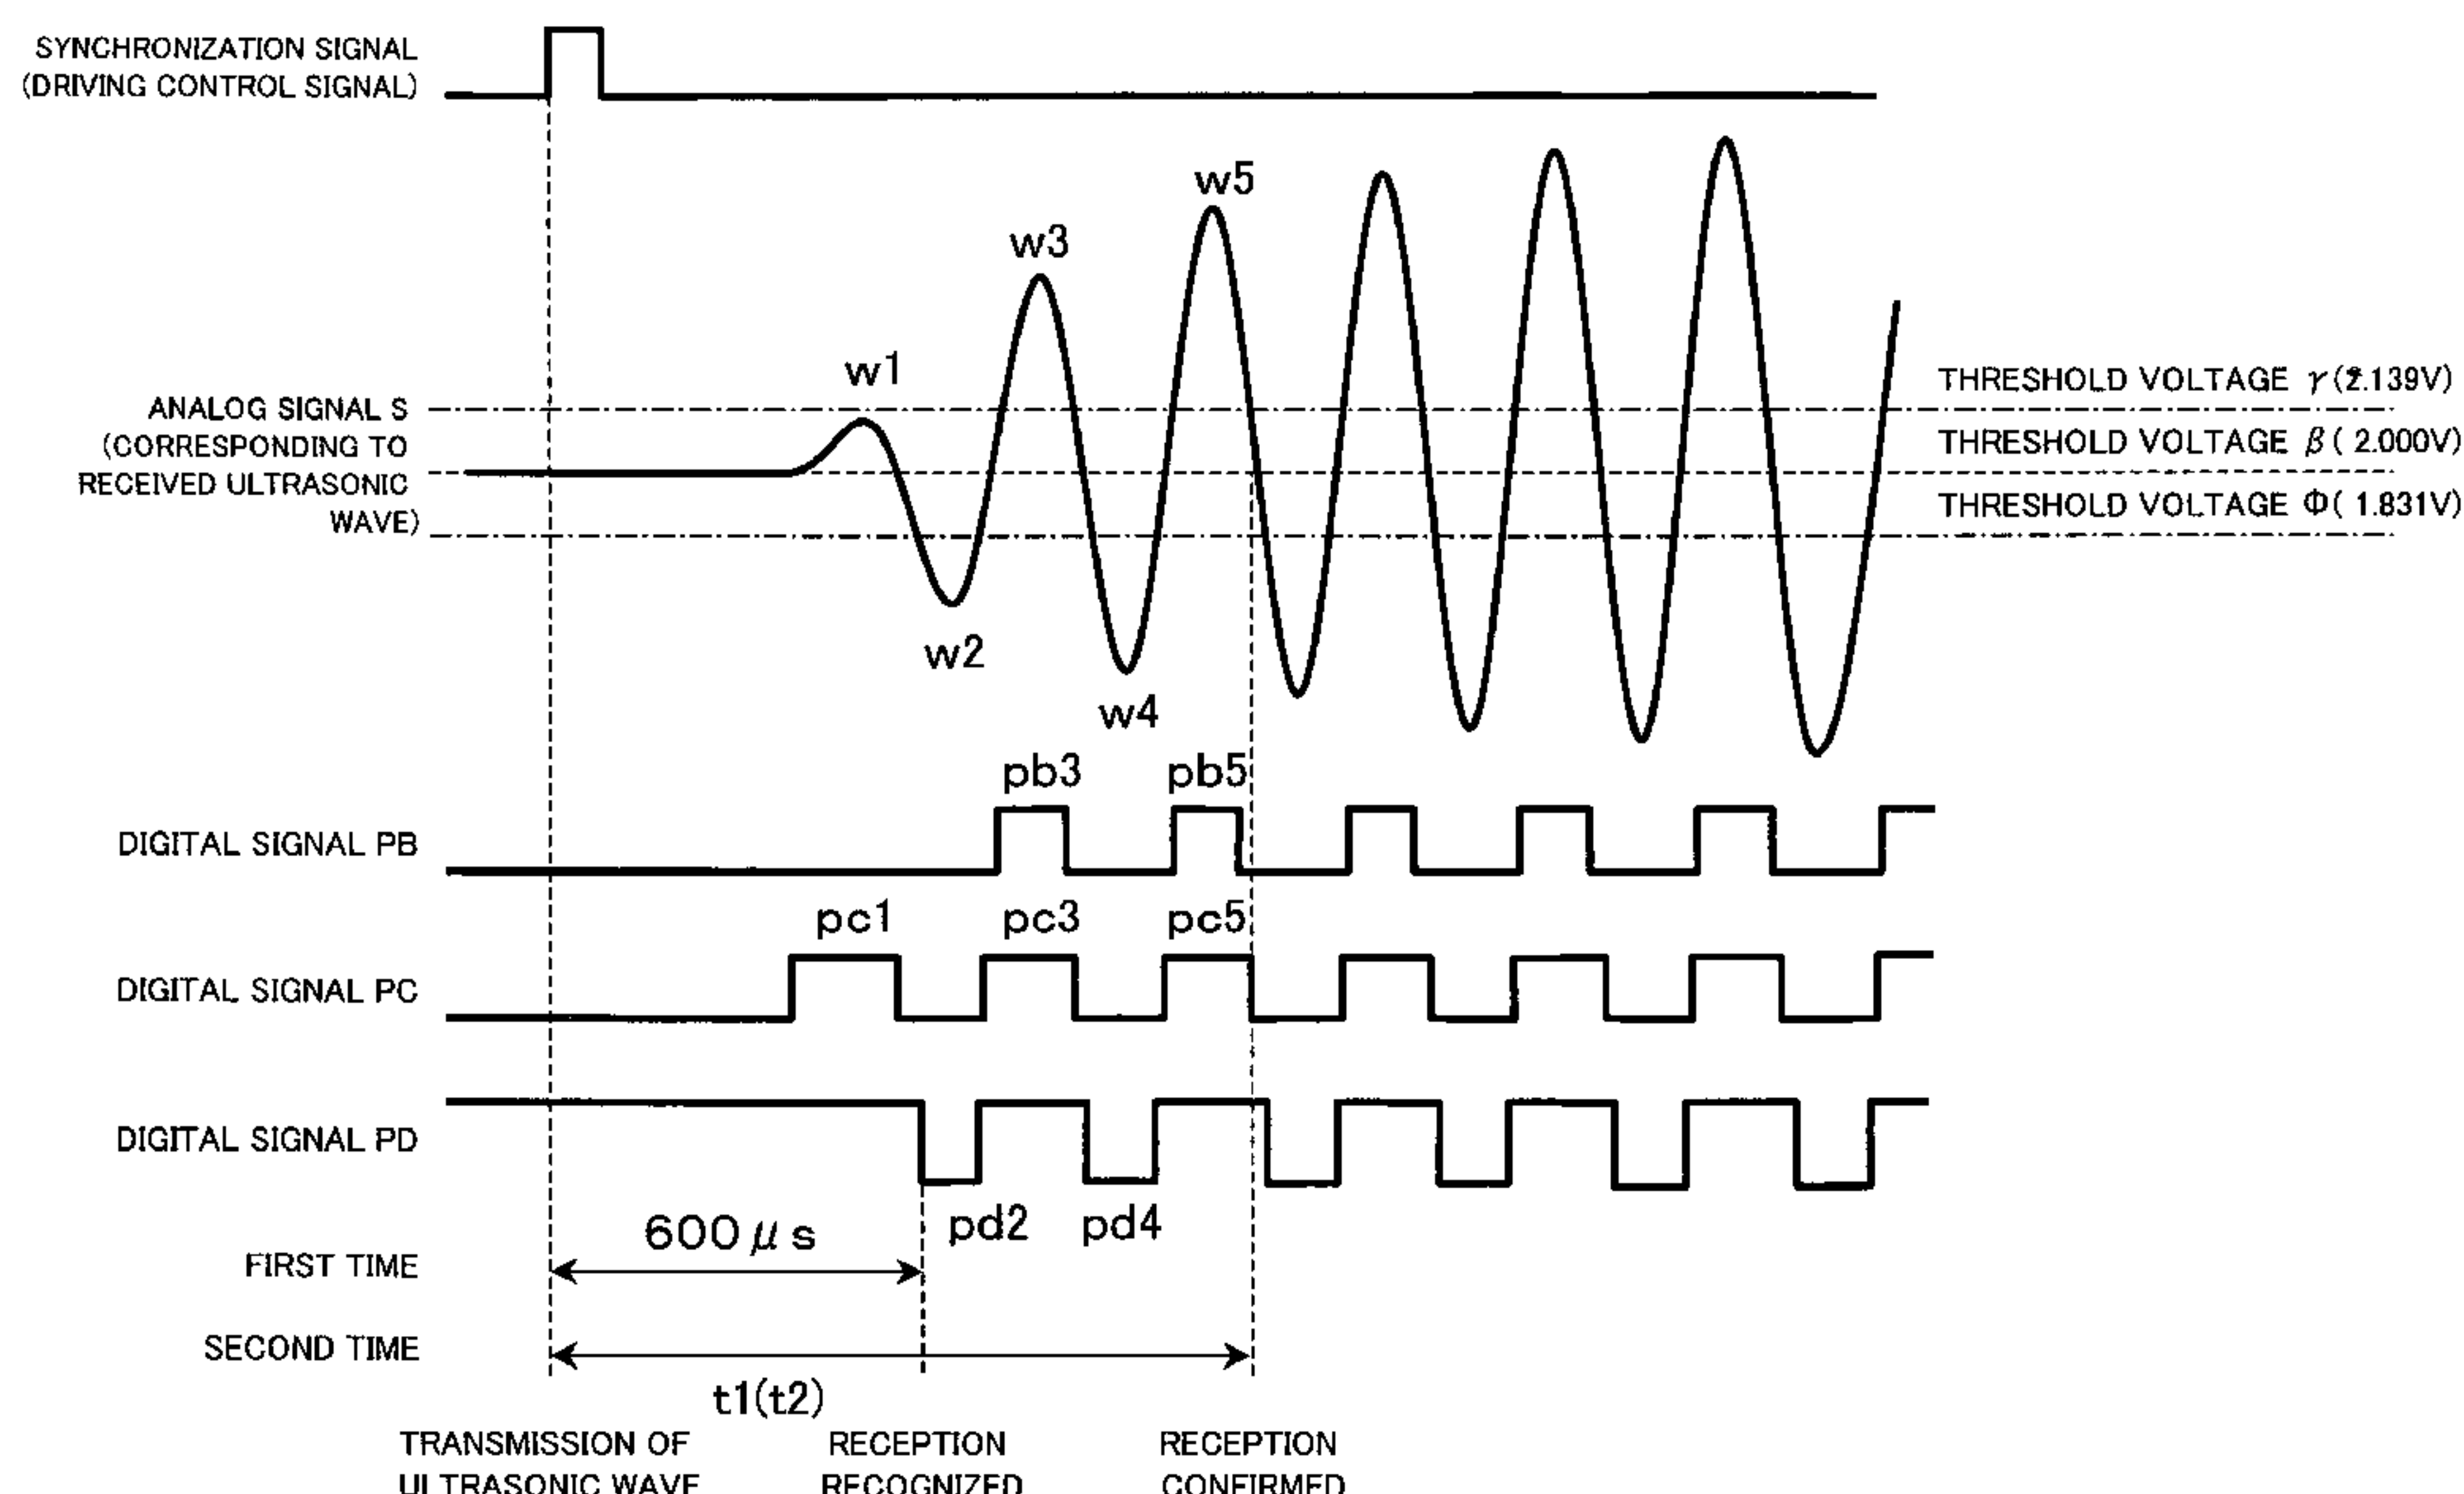 SYNCHRONIZATION SIGNAL
(DRIVING CONTROL SIGNAL)
w5
w3
w1
THRESHOLD VOLTAGE γ(2.139V)
ANALOG SIGNAL S
(CORRESPONDING TO
RECEIVED ULTRASONIC
WAVE)
THRESHOLD VOLTAGE β( 2.000V)
THRESHOLD VOLTAGE Φ( 1.831V)
w2
w4
pb3
pb5
DIGITAL SIGNAL PB
pc1
pc3
pc5
DIGITAL SIGNAL PC
DIGITAL SIGNAL PD
pd2
pd4
600μs
FIRST TIME
SECOND TIME
t1(t2)
TRANSMISSION OF
ULTRASONIC WAVE
RECEPTION
RECOGNIZED
RECEPTION
CONFIRMED